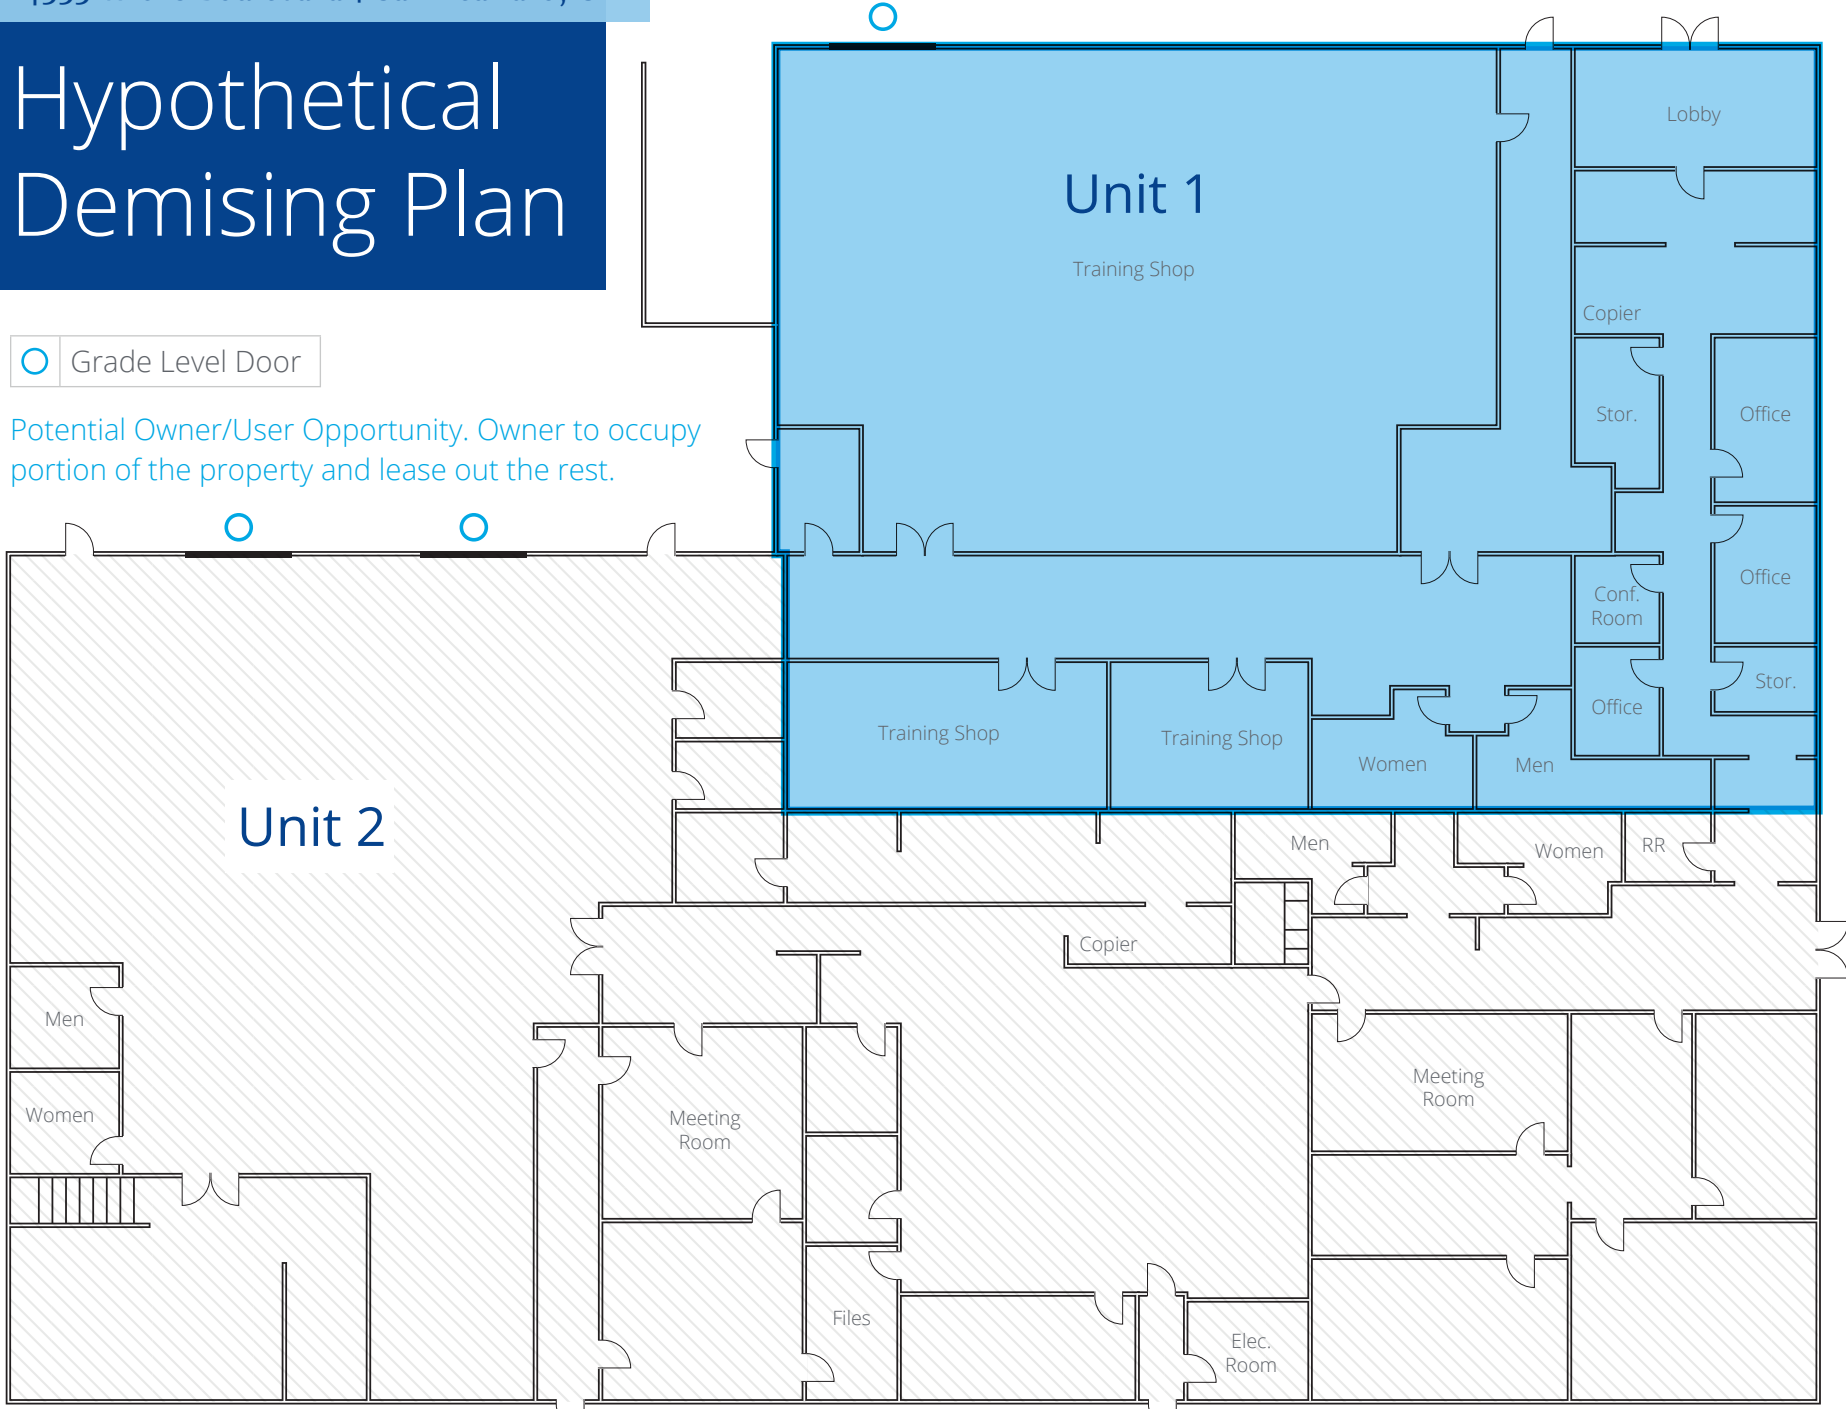 Hypothetical
Demising Plan
Grade Level Door
Potential Owner/User Opportunity. Owner to occupy
portion of the property and lease out the rest.
Unit 1
Training Shop
Lobby
Copier
Stor.
Office
Office
Conf.
Room
Office
Stor.
Training Shop
Training Shop
Women
Men
Unit 2
Men
Women
RR
Copier
Men
Women
Meeting
Room
Meeting
Room
Files
Elec.
Room